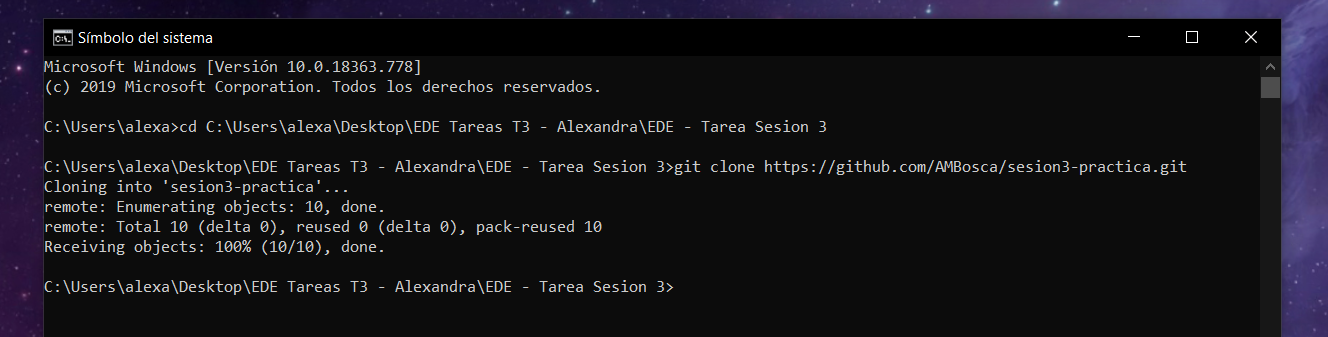 Símbolo del sistema
Microsoft Windows [Versión 10.0.18363.778]
(c) 2019 Microsoft Corporation. Todos los derechos reservados.
C:\Users\alexa>cd C:\Users\alexa\Desktop\EDE Tareas T3 - Alexandra\EDE - Tarea Sesion 3
C:\Users\alexa\Desktop\EDE Tareas T3 - Alexandra\EDE - Tarea Sesion 3>git clone https://github.com/AMBosca/sesion3-practica.git
Cloning into 'sesion3-practica'...
remote: Enumerating objects: 10, done.
remote: Total 10 (delta 0), reused 0 (delta 0), pack-reused 10
Receiving objects: 100% (10/10), done.
C:\Users\alexa\Desktop\EDE Tareas T3 - Alexandra\EDE - Tarea Sesion 3>